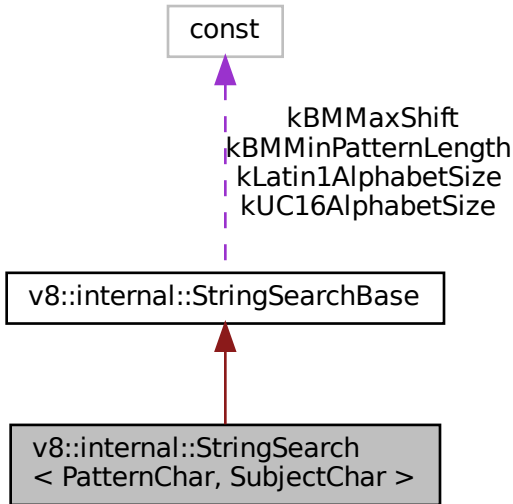 const
kBMMaxShift
kBMMinPatternLength
kLatin1AlphabetSize
kUC16AlphabetSize
v8::internal::StringSearchBase
v8::internal::StringSearch
< PatternChar, SubjectChar >